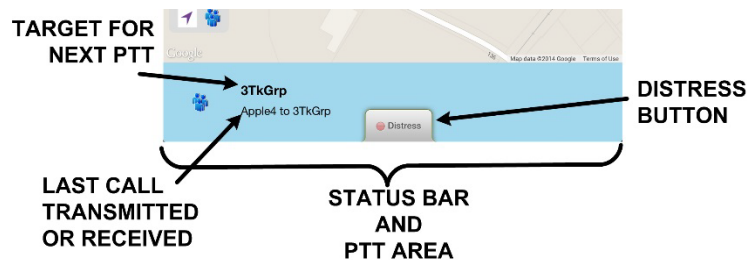 TARGET FOR
NEXT PTT
Google
Map data ©2014 Google Terms of Use
3TkGrp
Apple4 to 3TkGrp
Distress
DISTRESS
BUTTON
LAST CALL
TRANSMITTED
OR RECEIVED
STATUS BAR
AND
PTT AREA